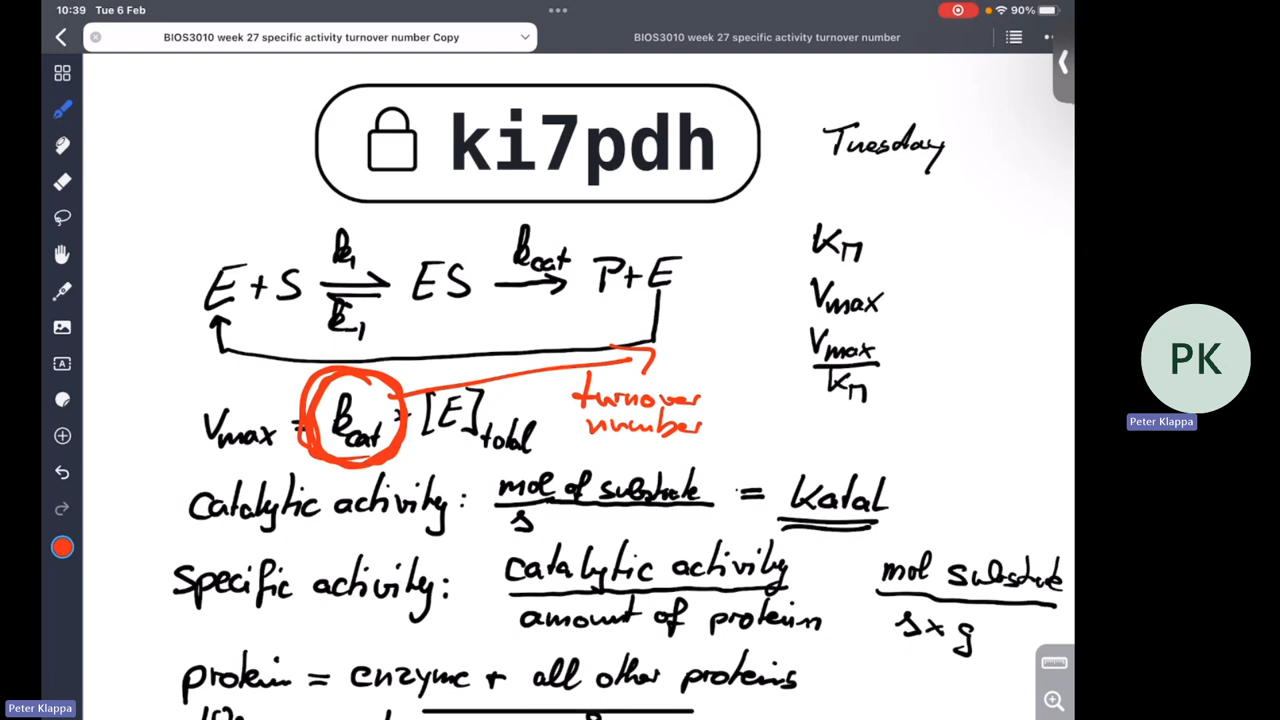 10:39 Tue 6 Feb
90%
BIOS3010 week 27 specific activity turnover number Copy
BIOS3010 week 27 specific activity turnover number
ki7pdh
Tuesday
k1 kcat
E + S ⇌ ES → P + E
k-1
KM
Vmax
Vmax
KM
turnover
number
Vmax = kcat * [E]total
Catalytic activity: mol of substrate = Katal
s
Specific activity: catalytic activity mol substrate
amount of protein s x g
protein = enzyme + all other proteins
PK
Peter Klappa
Peter Klappa